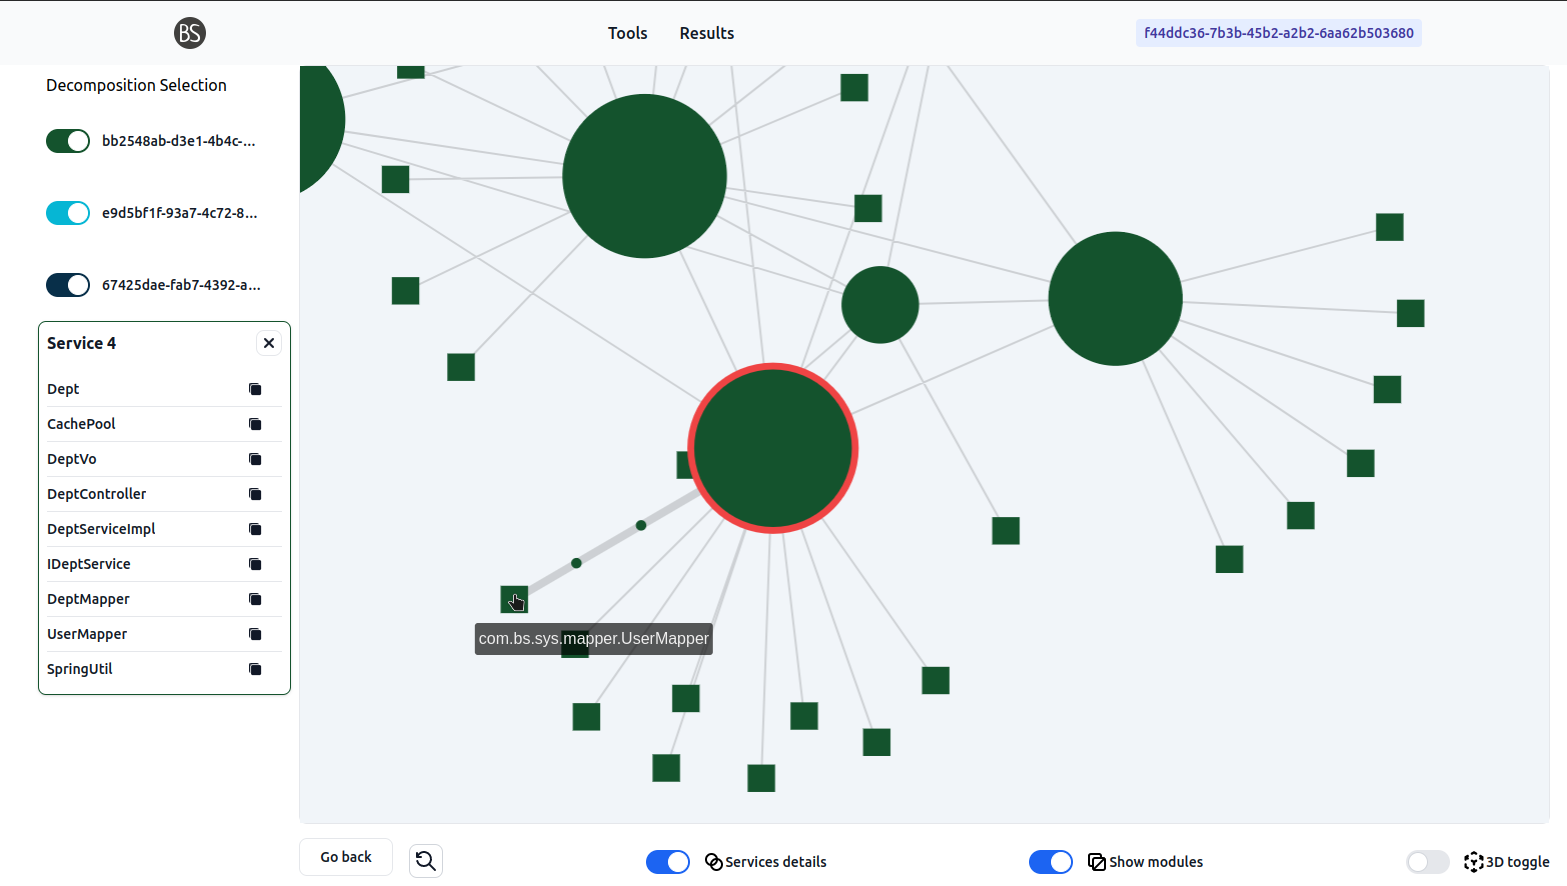 BS
Tools
Results
f44ddc36-7b3b-45b2-a2b2-6aa62b503680
Decomposition Selection
bb2548ab-d3e1-4b4c-...
e9d5bf1f-93a7-4c72-8...
67425dae-fab7-4392-a...
Service 4
Dept
CachePool
DeptVo
DeptController
DeptServiceImpl
IDeptService
DeptMapper
UserMapper
SpringUtil
com.bs.sys.mapper.UserMapper
Go back
Services details
Show modules
3D toggle